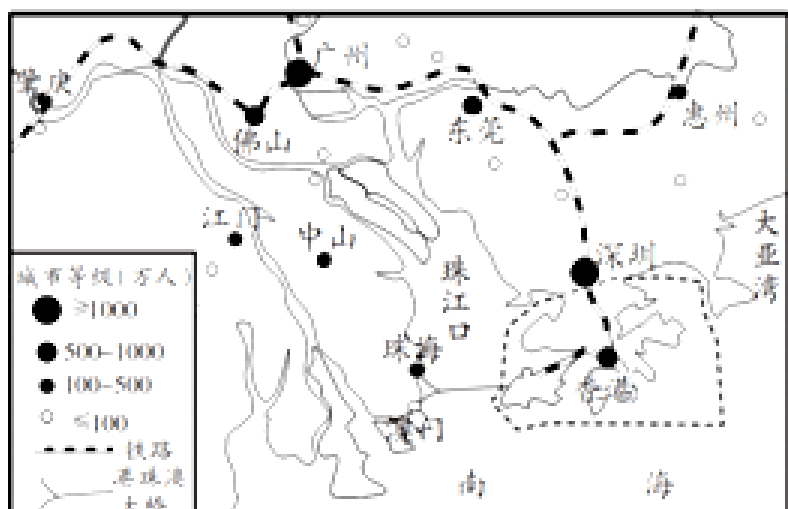 广州
肇庆
佛山
东莞
惠州
江门
中山
深圳
大亚湾
珠江口
珠海
香港
澳门
南海
城市等级(万人)
≥1000
500-1000
100-500
≤100
铁路
港珠澳
大桥